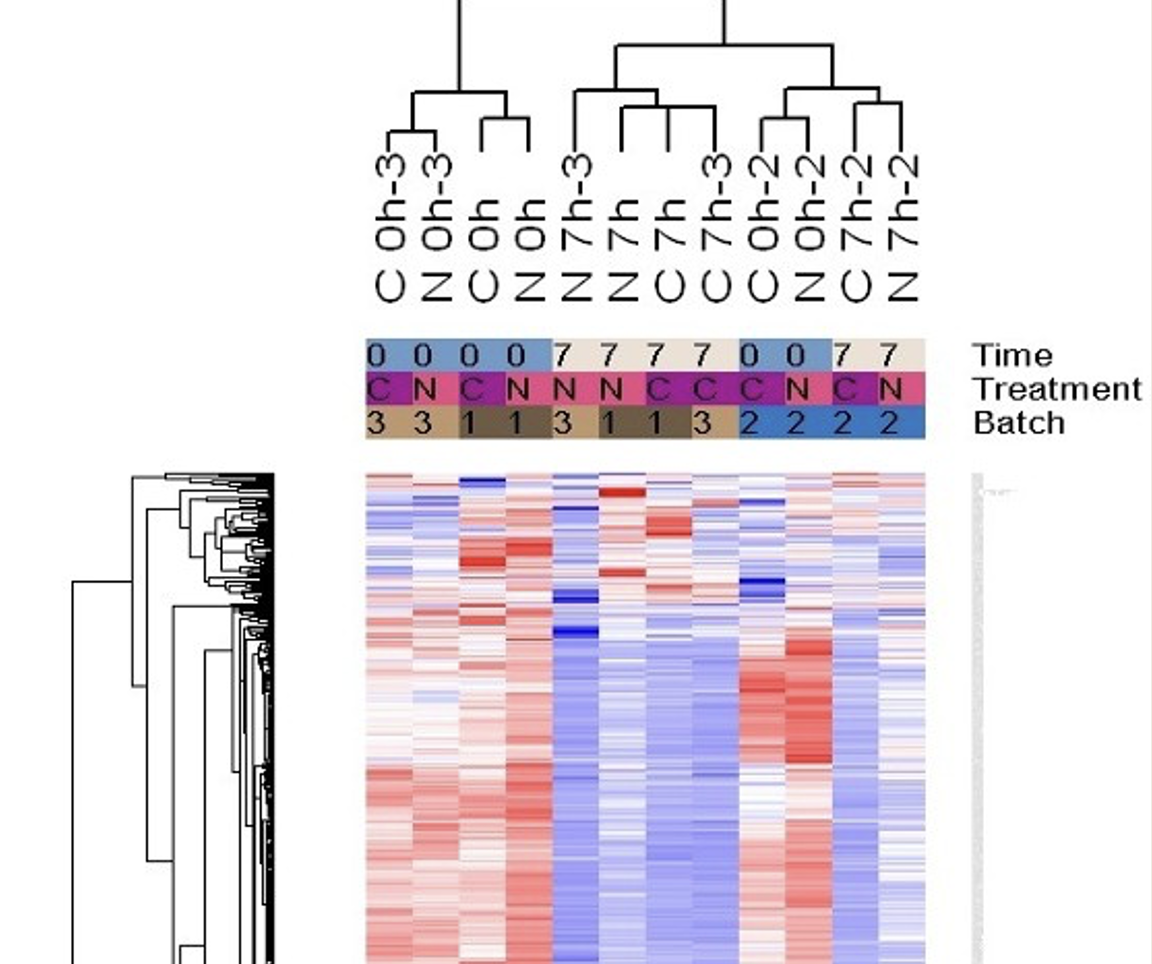 C 0h-3
N 0h-3
C 0h
N 0h
N 7h-3
N 7h
C 7h
C 7h-3
C 0h-2
N 0h-2
C 7h-2
N 7h-2
0 0 0 0 7 7 7 7 0 0 7 7 Time
C N C N N N C C C N C N Treatment
3 3 1 1 3 1 1 3 2 2 2 2 Batch